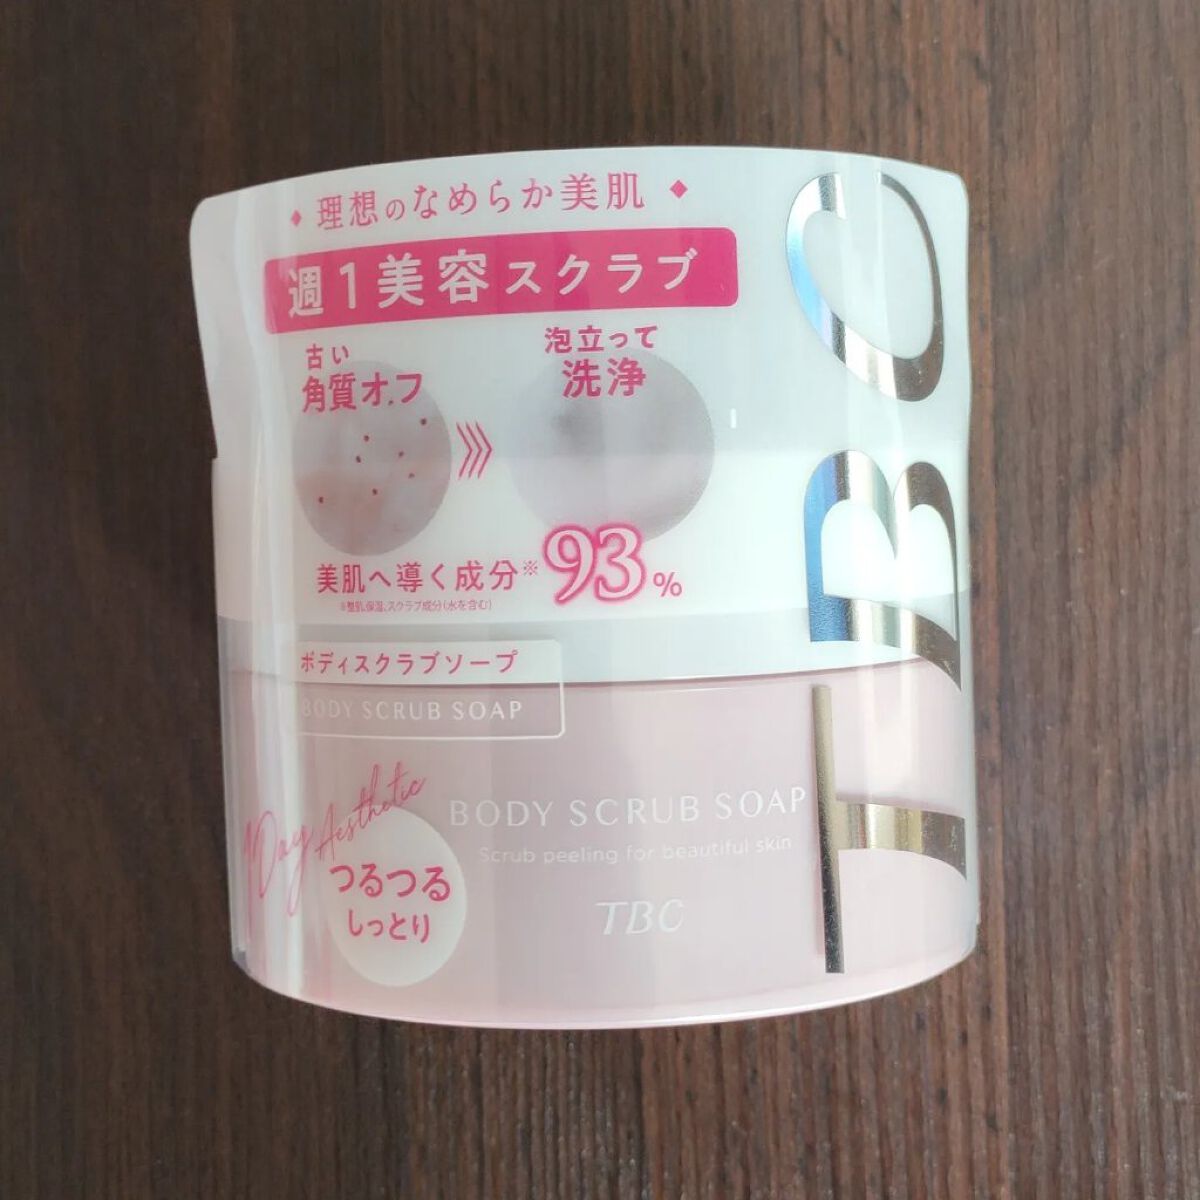 理想のなめらか美肌
週1美容スクラブ
古い
角質オフ
泡立って
洗浄
美肌へ導く成分※93%
※整肌、保湿、スクラブ成分(水を含む)
ボディスクラブソープ
BODY SCRUB SOAP
1Day Aesthetic
つるつる
しっとり
BODY SCRUB SOAP
Scrub peeling for beautiful skin
TBC
TBC